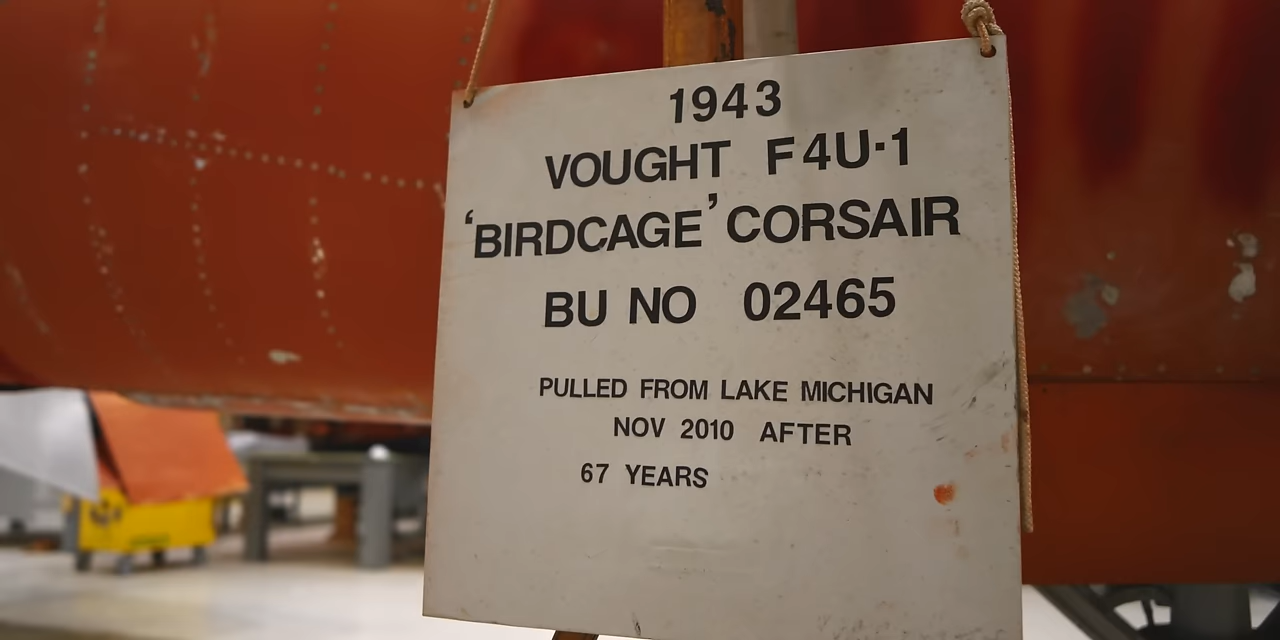 1943
VOUGHT F4U·1
‘BIRDCAGE’ CORSAIR
BU NO 02465
PULLED FROM LAKE MICHIGAN
NOV 2010 AFTER
67 YEARS